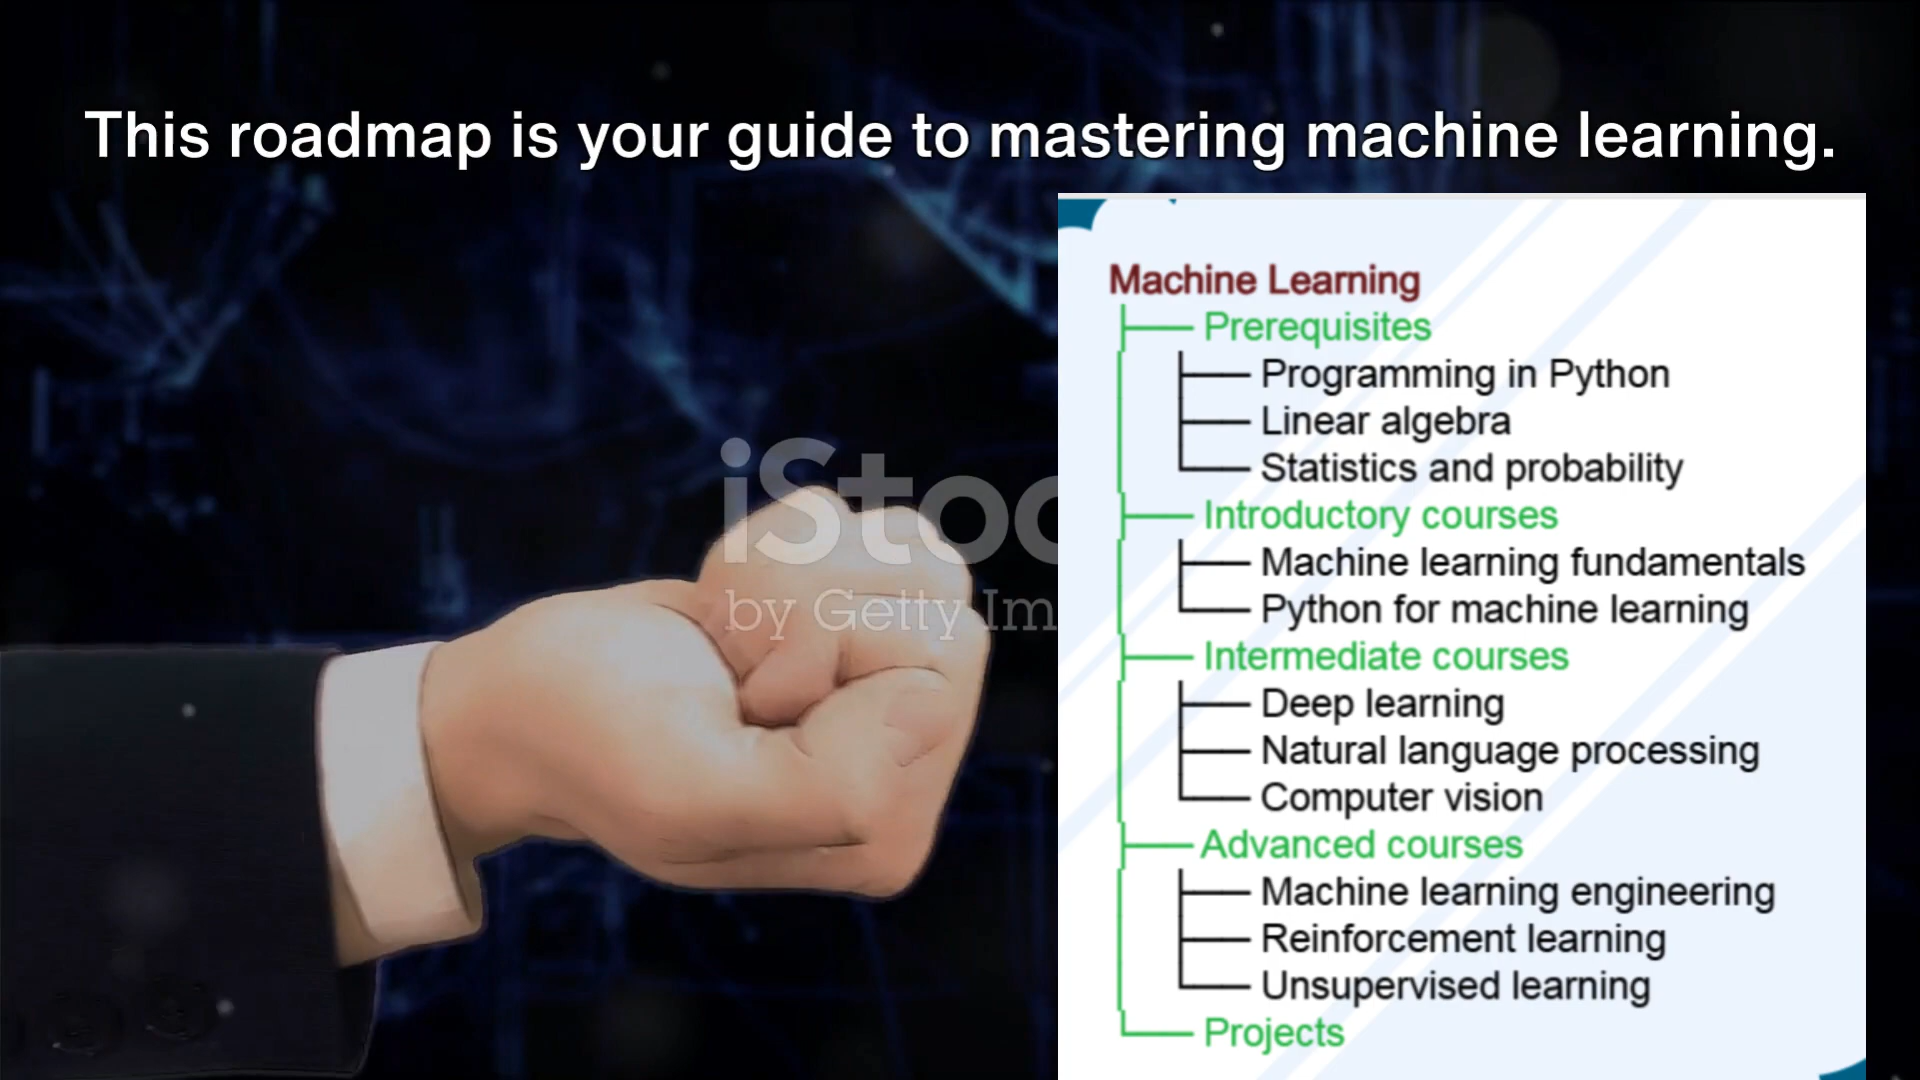 This roadmap is your guide to mastering machine learning.
iStoc
by Getty Im
Machine Learning
Prerequisites
Programming in Python
Linear algebra
Statistics and probability
Introductory courses
Machine learning fundamentals
Python for machine learning
Intermediate courses
Deep learning
Natural language processing
Computer vision
Advanced courses
Machine learning engineering
Reinforcement learning
Unsupervised learning
Projects